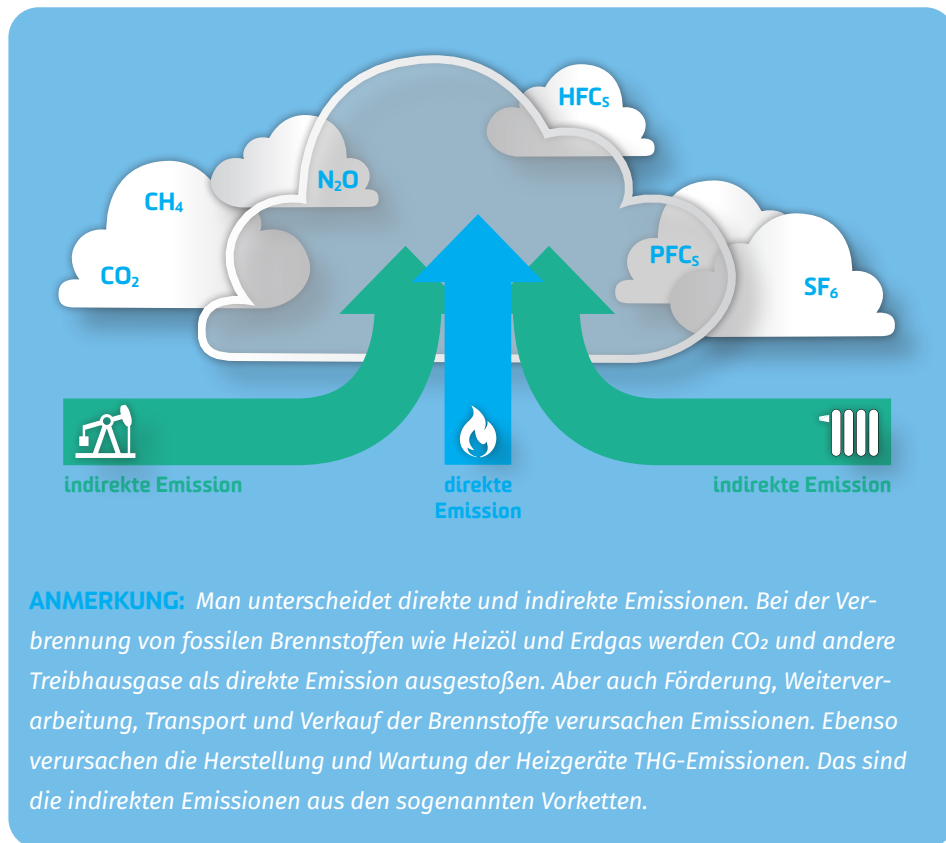 HFCs
N₂O
CH₄
CO₂
PFCs
SF₆
indirekte Emission
direkte
Emission
indirekte Emission
ANMERKUNG: Man unterscheidet direkte und indirekte Emissionen. Bei der Ver-
brennung von fossilen Brennstoffen wie Heizöl und Erdgas werden CO₂ und andere
Treibhausgase als direkte Emission ausgestoßen. Aber auch Förderung, Weiterver-
arbeitung, Transport und Verkauf der Brennstoffe verursachen Emissionen. Ebenso
verursachen die Herstellung und Wartung der Heizgeräte THG-Emissionen. Das sind
die indirekten Emissionen aus den sogenannten Vorketten.